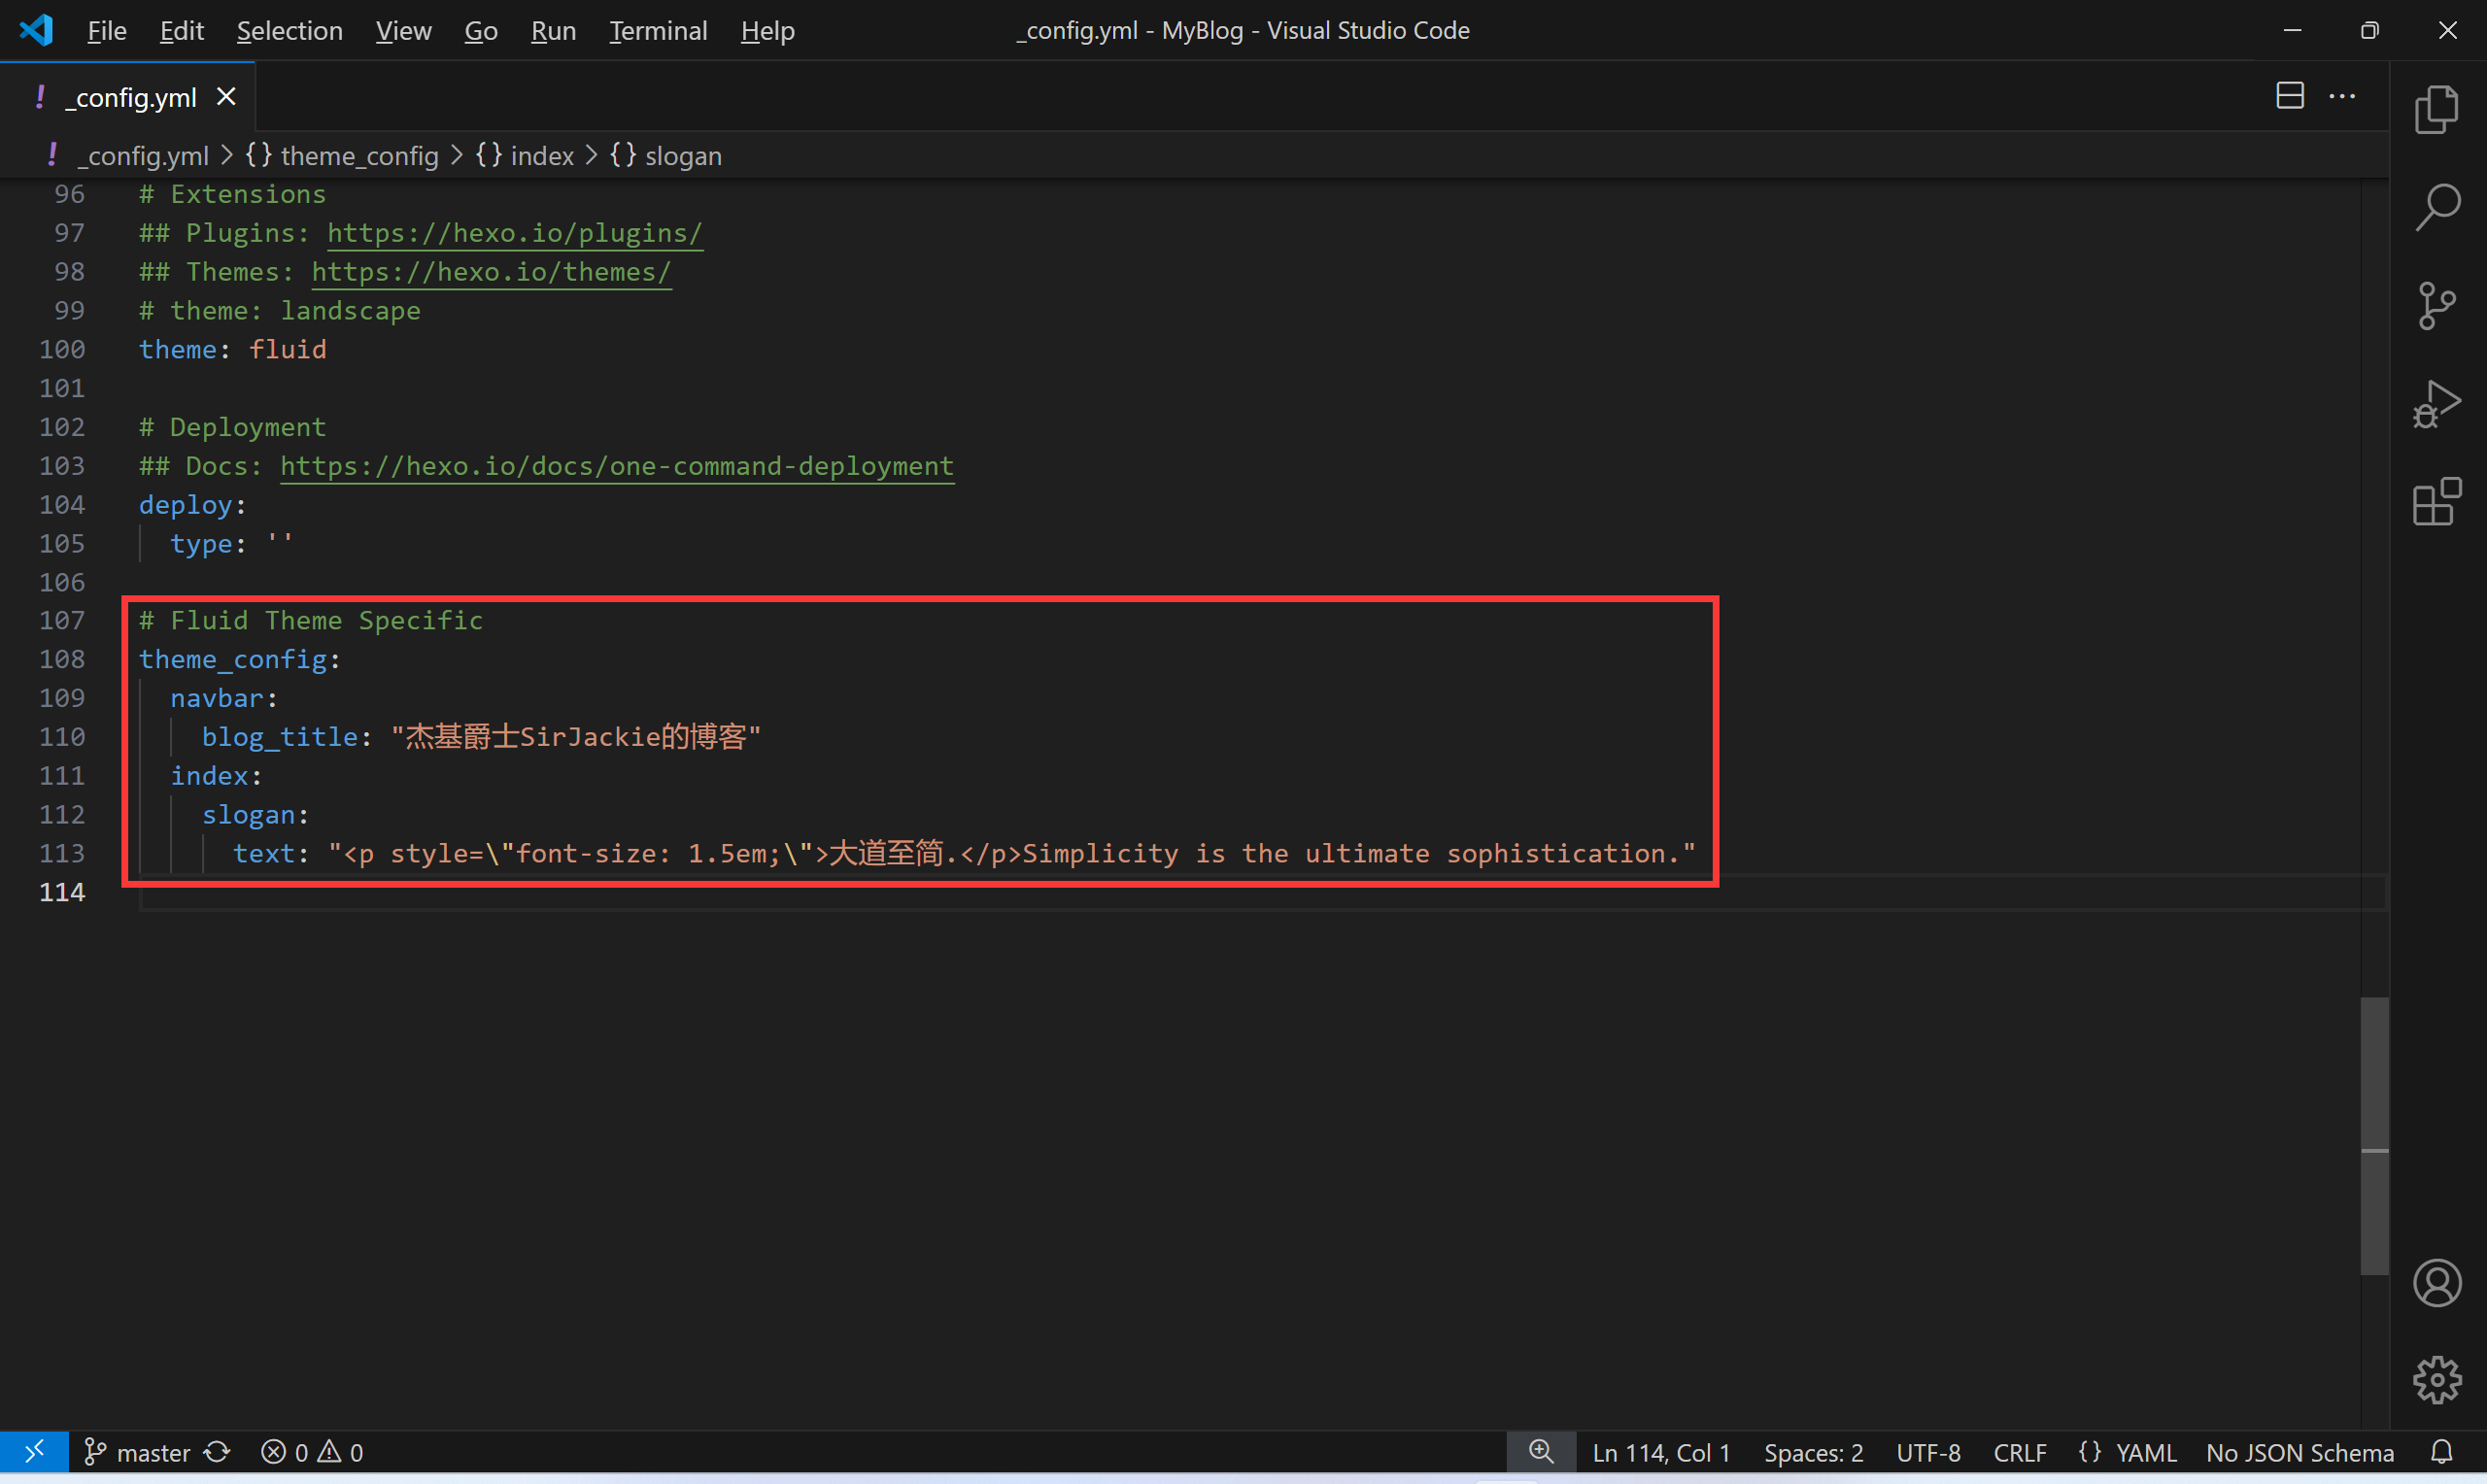 File Edit Selection View Go Run Terminal Help
_config.yml - MyBlog - Visual Studio Code
! _config.yml
! _config.yml > {} theme_config > {} index > {} slogan
96 # Extensions
97 ## Plugins: https://hexo.io/plugins/
98 ## Themes: https://hexo.io/themes/
99 # theme: landscape
100 theme: fluid
101
102 # Deployment
103 ## Docs: https://hexo.io/docs/one-command-deployment
104 deploy:
105   type: ''
106
107 # Fluid Theme Specific
108 theme_config:
109   navbar:
110     blog_title: "杰基爵士SirJackie的博客"
111   index:
112     slogan:
113       text: "<p style=\"font-size: 1.5em;\">大道至简.</p>Simplicity is the ultimate sophistication."
114
master 0 0 Ln 114, Col 1 Spaces: 2 UTF-8 CRLF {} YAML No JSON Schema